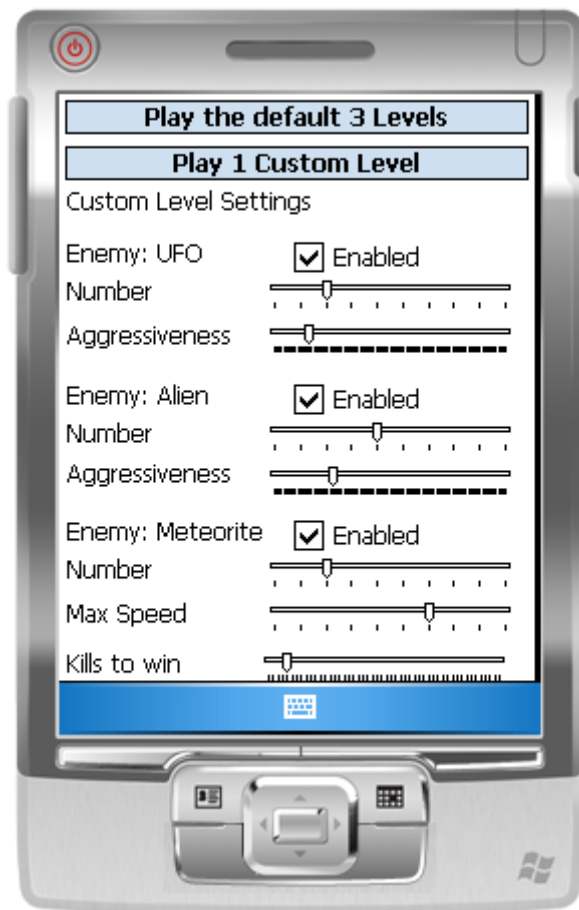 Play the default 3 Levels
Play 1 Custom Level
Custom Level Settings
Enemy: UFO Enabled
Number
Aggressiveness
Enemy: Alien Enabled
Number
Aggressiveness
Enemy: Meteorite Enabled
Number
Max Speed
Kills to win